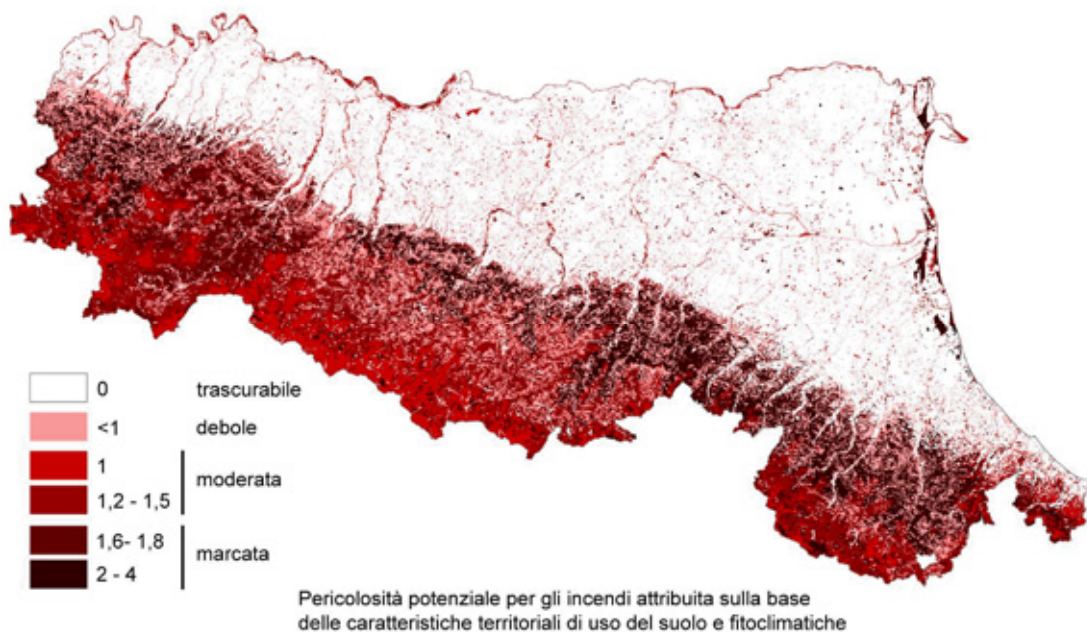 0 trascurabile
<1 debole
1
moderata
1,2 - 1,5
1,6- 1,8
marcata
2 - 4
Pericolosità potenziale per gli incendi attribuita sulla base
delle caratteristiche territoriali di uso del suolo e fitoclimatiche